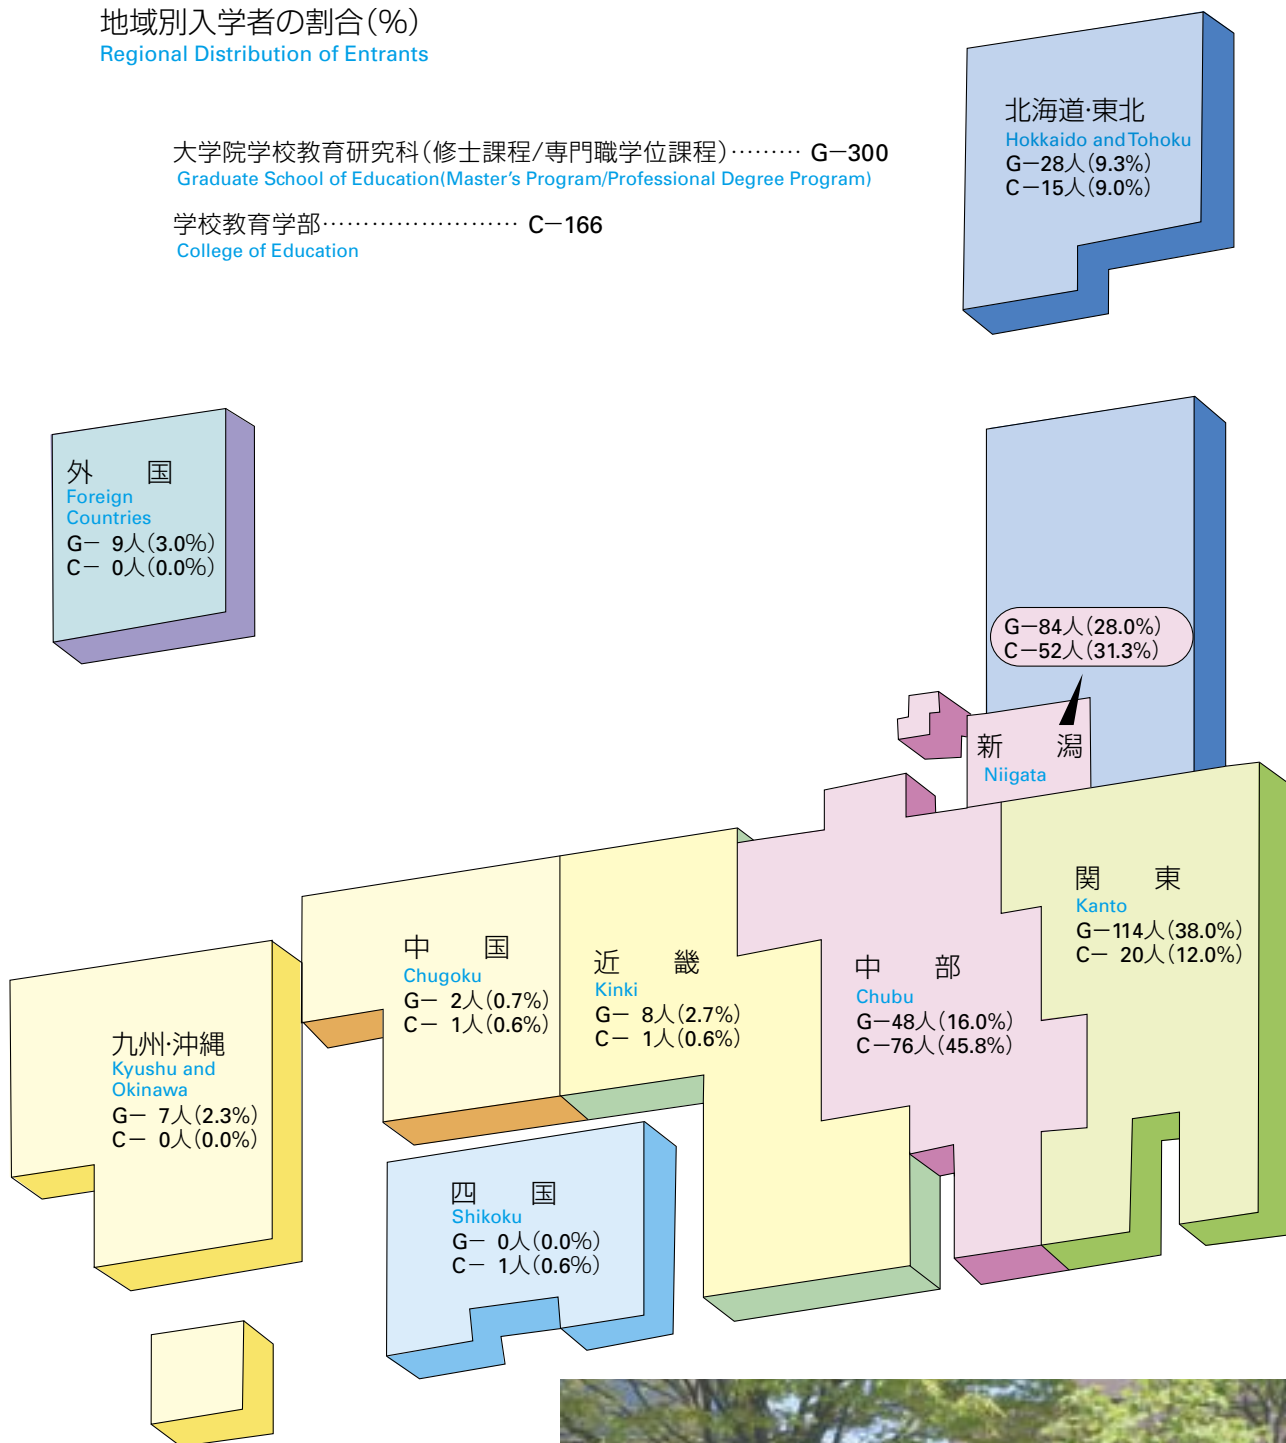 地域別入学者の割合(%)
Regional Distribution of Entrants
大学院学校教育研究科(修士課程/専門職学位課程)········· G−300
Graduate School of Education(Master's Program/Professional Degree Program)
学校教育学部······················ C−166
College of Education
北海道·東北
Hokkaido and Tohoku
G−28人(9.3%)
C−15人(9.0%)
外 国
Foreign
Countries
G− 9人(3.0%)
C− 0人(0.0%)
G−84人(28.0%)
C−52人(31.3%)
新 潟
Niigata
関 東
Kanto
G−114人(38.0%)
C− 20人(12.0%)
中 部
Chubu
G−48人(16.0%)
C−76人(45.8%)
近 畿
Kinki
G− 8人(2.7%)
C− 1人(0.6%)
中 国
Chugoku
G− 2人(0.7%)
C− 1人(0.6%)
九州·沖縄
Kyushu and
Okinawa
G− 7人(2.3%)
C− 0人(0.0%)
四 国
Shikoku
G− 0人(0.0%)
C− 1人(0.6%)